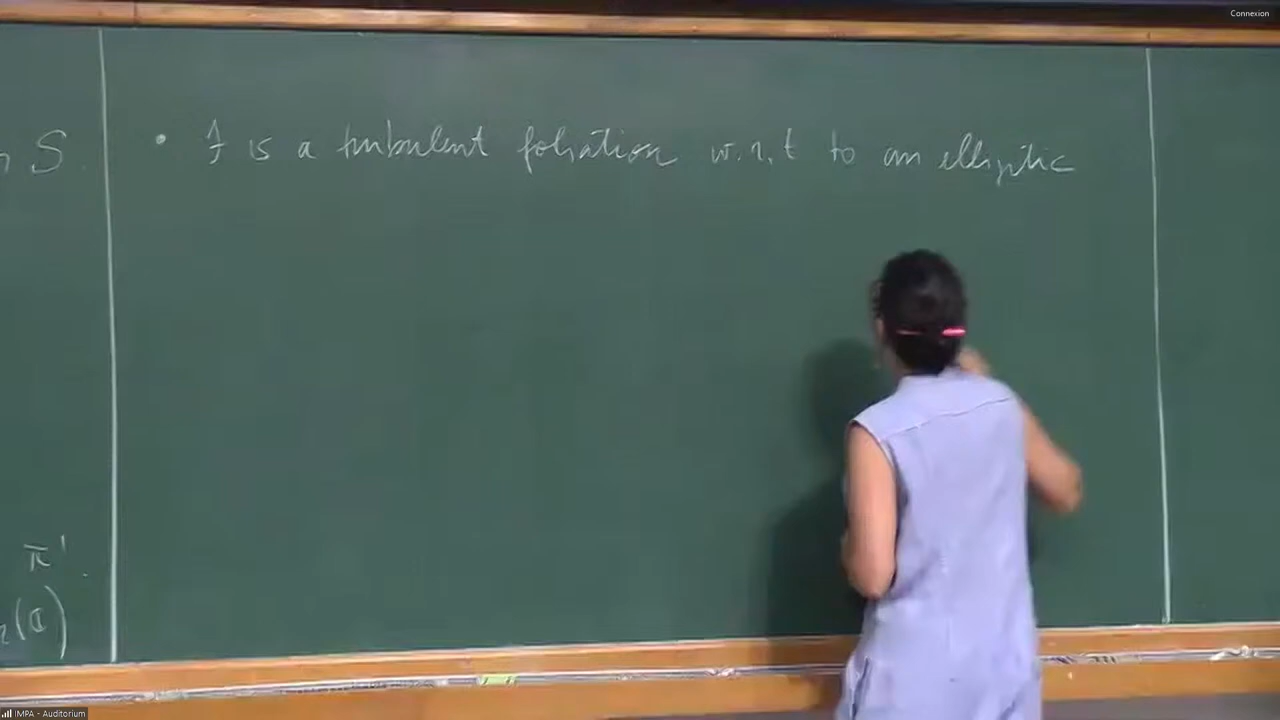 Connexion
n S.
• F is a turbulent foliation w.r.t to an elliptic
π'
(C)
IMPA - Auditorium